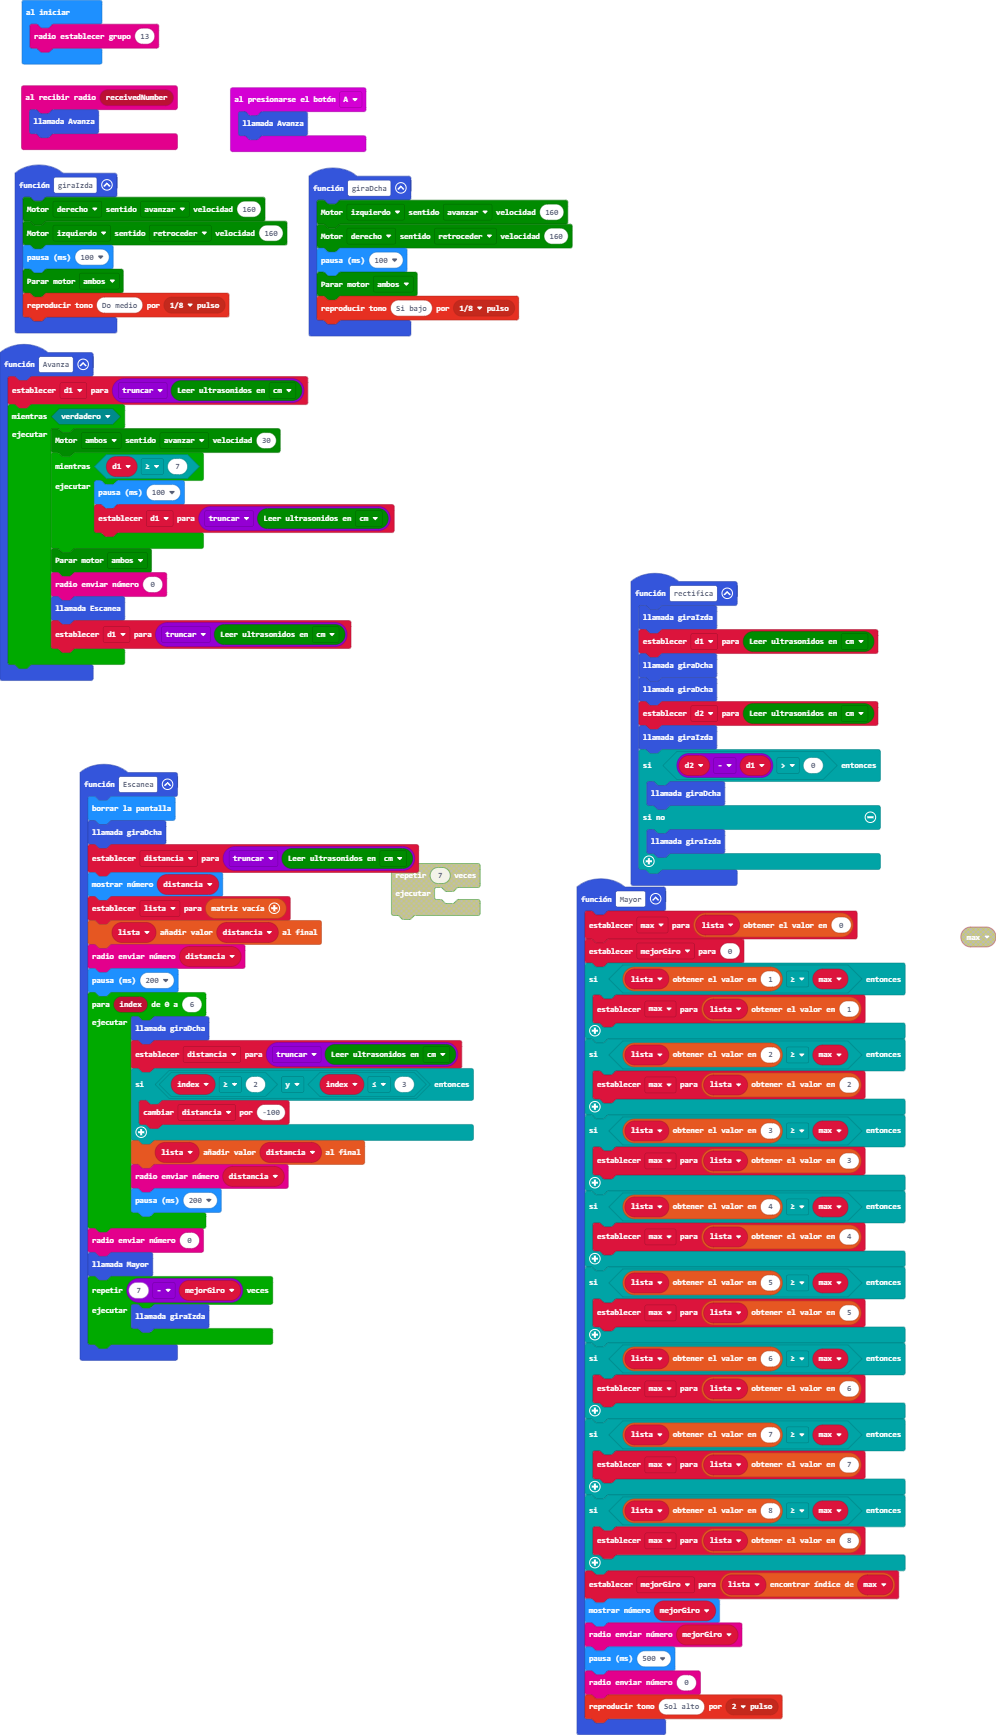 al iniciar
radio establecer grupo 13
al recibir radio receivedNumber
llamada Avanza
al presionarse el botón A
llamada Avanza
función giraIzda
Motor derecho sentido avanzar velocidad 160
Motor izquierdo sentido retroceder velocidad 160
pausa (ms) 100
Parar motor ambos
reproducir tono Do medio por 1/8 pulso
función giraDcha
Motor izquierdo sentido avanzar velocidad 160
Motor derecho sentido retroceder velocidad 160
pausa (ms) 100
Parar motor ambos
reproducir tono Si bajo por 1/8 pulso
función Avanza
establecer d1 para truncar Leer ultrasonidos en cm
mientras verdadero
ejecutar
Motor ambos sentido avanzar velocidad 30
mientras d1 ≥ 7
ejecutar
pausa (ms) 100
establecer d1 para truncar Leer ultrasonidos en cm
Parar motor ambos
radio enviar número 0
llamada Escanea
establecer d1 para truncar Leer ultrasonidos en cm
función rectifica
llamada giraIzda
establecer d1 para Leer ultrasonidos en cm
llamada giraDcha
llamada giraDcha
establecer d2 para Leer ultrasonidos en cm
llamada giraIzda
si d2 - d1 > 0 entonces
llamada giraDcha
si no
llamada giraIzda
función Escanea
borrar la pantalla
llamada giraDcha
establecer distancia para truncar Leer ultrasonidos en cm
mostrar número distancia
establecer lista para matriz vacía
lista añadir valor distancia al final
radio enviar número distancia
pausa (ms) 200
para index de 0 a 6
ejecutar
llamada giraDcha
establecer distancia para truncar Leer ultrasonidos en cm
si index ≥ 2 y index ≤ 3 entonces
cambiar distancia por -100
lista añadir valor distancia al final
radio enviar número distancia
pausa (ms) 200
radio enviar número 0
llamada Mayor
repetir 7 - mejorGiro veces
ejecutar
llamada giraIzda
repetir 7 veces
ejecutar
función Mayor
establecer max para lista obtener el valor en 0
establecer mejorGiro para 0
si lista obtener el valor en 1 ≥ max entonces
establecer max para lista obtener el valor en 1
si lista obtener el valor en 2 ≥ max entonces
establecer max para lista obtener el valor en 2
si lista obtener el valor en 3 ≥ max entonces
establecer max para lista obtener el valor en 3
si lista obtener el valor en 4 ≥ max entonces
establecer max para lista obtener el valor en 4
si lista obtener el valor en 5 ≥ max entonces
establecer max para lista obtener el valor en 5
si lista obtener el valor en 6 ≥ max entonces
establecer max para lista obtener el valor en 6
si lista obtener el valor en 7 ≥ max entonces
establecer max para lista obtener el valor en 7
si lista obtener el valor en 8 ≥ max entonces
establecer max para lista obtener el valor en 8
establecer mejorGiro para lista encontrar índice de max
mostrar número mejorGiro
radio enviar número mejorGiro
pausa (ms) 500
radio enviar número 0
reproducir tono Sol alto por 2 pulso
max